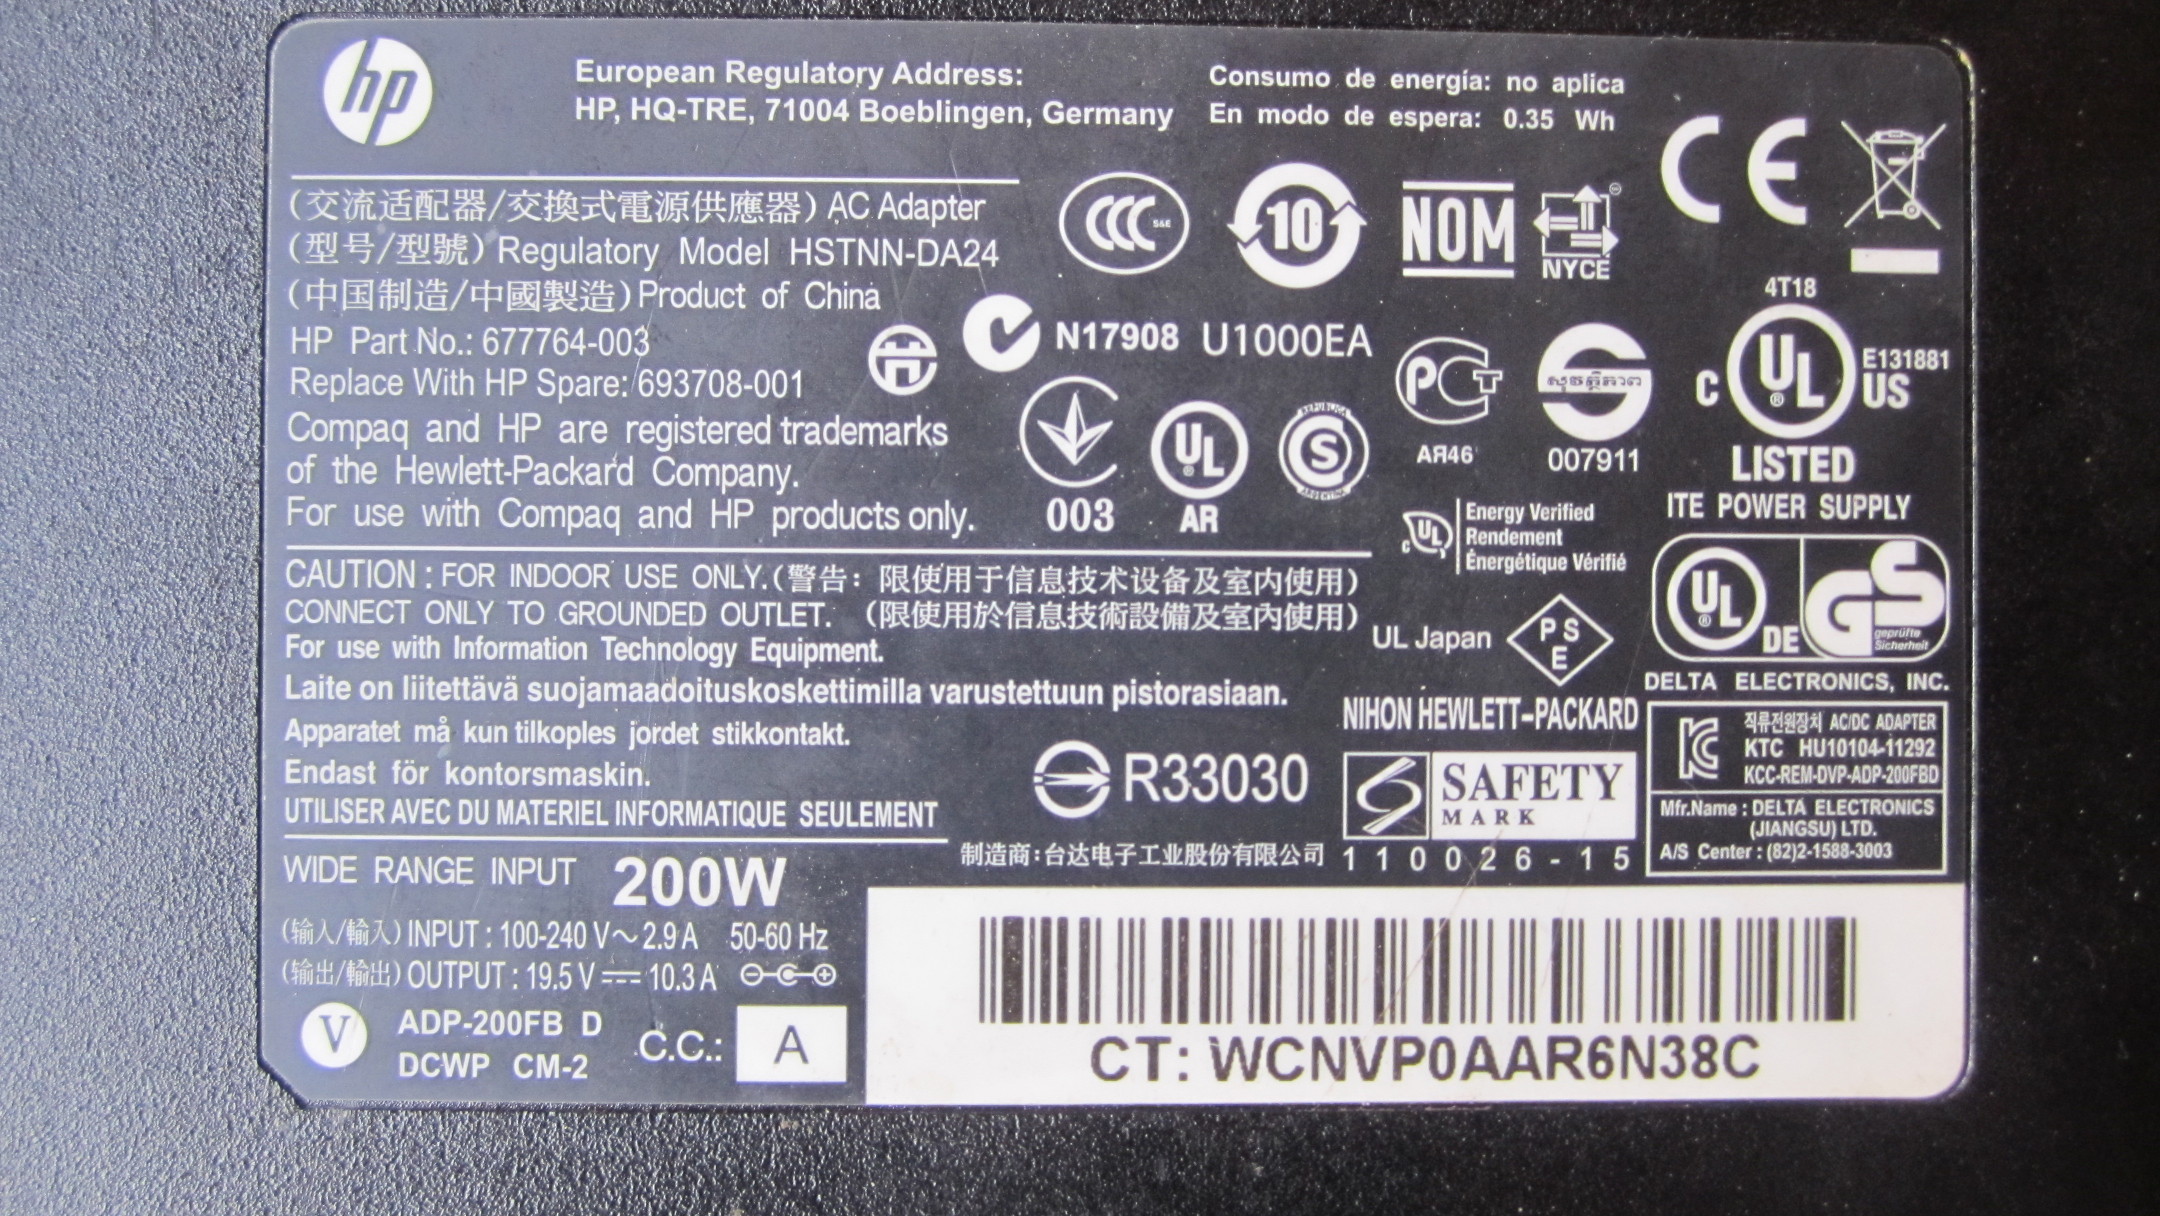 hp
European Regulatory Address:
HP, HQ-TRE, 71004 Boeblingen, Germany
Consumo de energía: no aplica
En modo de espera: 0.35 Wh
CE
(交流适配器/交換式電源供應器) AC Adapter
(型号/型號) Regulatory Model HSTNN-DA24
(中国制造/中國製造) Product of China
HP Part No.: 677764-003
Replace With HP Spare: 693708-001
Compaq and HP are registered trademarks
of the Hewlett-Packard Company.
For use with Compaq and HP products only.
CCC S&E
10
NOM
NYCE
N17908 U1000EA
003
UL
AR
S
PCT
АЯ46
007911
4T18
C UL ® US
E131881
LISTED
ITE POWER SUPPLY
c UL
Energy Verified
Rendement
Énergétique Vérifié
UL ® DE
GS
geprüfte
Sicherheit
CAUTION : FOR INDOOR USE ONLY.(警告: 限使用于信息技术设备及室内使用)
CONNECT ONLY TO GROUNDED OUTLET. (限使用於信息技術設備及室內使用)
For use with Information Technology Equipment.
Laite on liitettävä suojamaadoituskoskettimilla varustettuun pistorasiaan.
Apparatet må kun tilkoples jordet stikkontakt.
Endast för kontorsmaskin.
UTILISER AVEC DU MATERIEL INFORMATIQUE SEULEMENT
UL Japan
PSE
NIHON HEWLETT-PACKARD
R33030
制造商:台达电子工业股份有限公司
SAFETY
MARK
110026-15
DELTA ELECTRONICS, INC.
직류전원장치 AC/DC ADAPTER
KTC HU10104-11292
KCC-REM-DVP-ADP-200FBD
Mfr.Name : DELTA ELECTRONICS
(JIANGSU) LTD.
A/S Center : (82)2-1588-3003
WIDE RANGE INPUT 200W
(输入/輸入) INPUT : 100-240 V~ 2.9 A 50-60 Hz
(输出/輸出) OUTPUT : 19.5 V⎓ 10.3 A
V
ADP-200FB D
DCWP CM-2
C.C.: A
CT: WCNVP0AAR6N38C